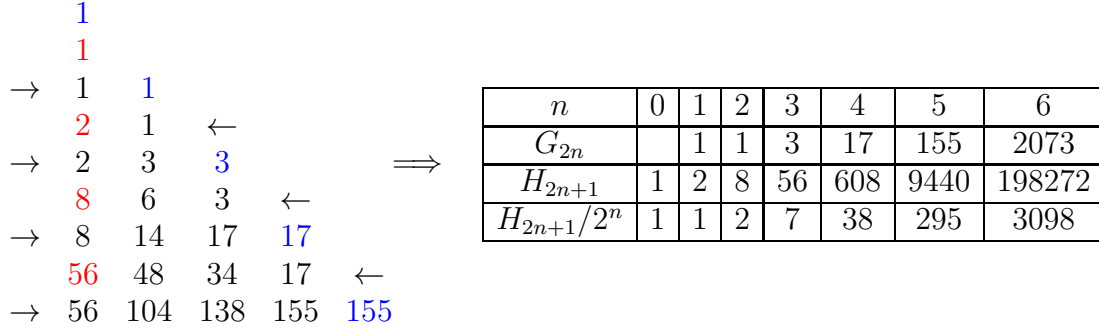 1
1
→ 1 1
2 1 ←
→ 2 3 3
8 6 3 ←
→ 8 14 17 17
56 48 34 17 ←
→ 56 104 138 155 155
⟹
n 0 1 2 3 4 5 6
G_{2n} 1 1 3 17 155 2073
H_{2n+1} 1 2 8 56 608 9440 198272
H_{2n+1}/2^n 1 1 2 7 38 295 3098